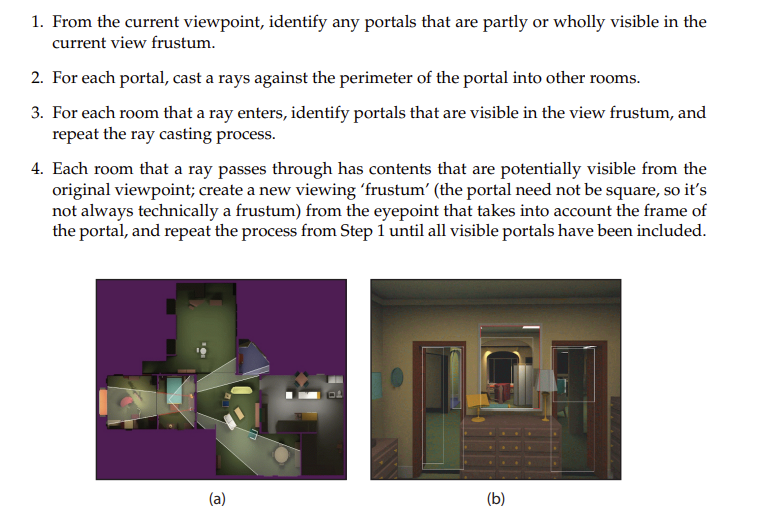 1. From the current viewpoint, identify any portals that are partly or wholly visible in the
current view frustum.
2. For each portal, cast a rays against the perimeter of the portal into other rooms.
3. For each room that a ray enters, identify portals that are visible in the view frustum, and
repeat the ray casting process.
4. Each room that a ray passes through has contents that are potentially visible from the
original viewpoint; create a new viewing ‘frustum’ (the portal need not be square, so it’s
not always technically a frustum) from the eyepoint that takes into account the frame of
the portal, and repeat the process from Step 1 until all visible portals have been included.
(a)
(b)